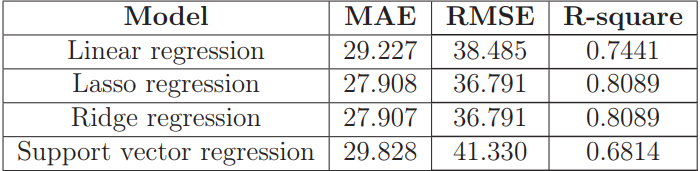 Model MAE RMSE R-square
Linear regression 29.227 38.485 0.7441
Lasso regression 27.908 36.791 0.8089
Ridge regression 27.907 36.791 0.8089
Support vector regression 29.828 41.330 0.6814